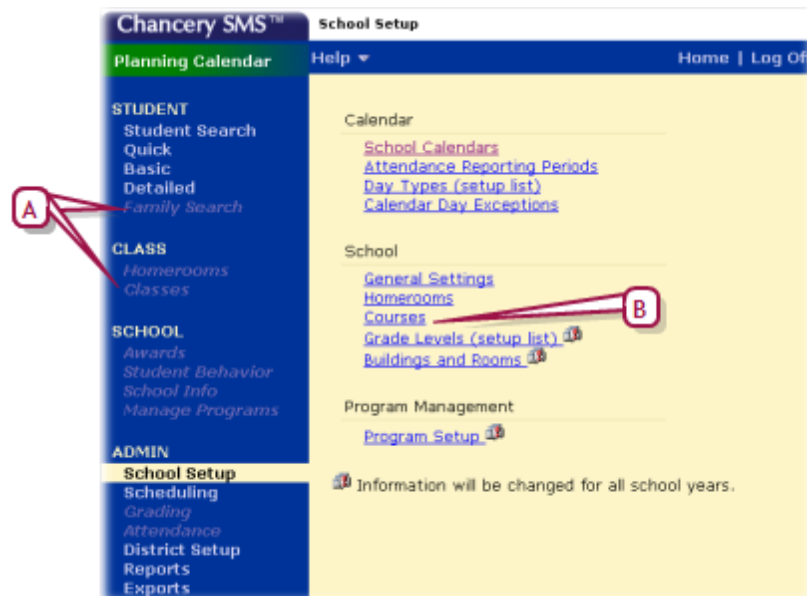 Chancery SMS™
School Setup
Planning Calendar
Help
Home | Log Of
STUDENT
Student Search
Quick
Basic
Detailed
Family Search
CLASS
Homerooms
Classes
SCHOOL
Awards
Student Behavior
School Info
Manage Programs
ADMIN
School Setup
Scheduling
Grading
Attendance
District Setup
Reports
Exports
A
Calendar
School Calendars
Attendance Reporting Periods
Day Types (setup list)
Calendar Day Exceptions
School
General Settings
Homerooms
Courses
B
Grade Levels (setup list)
Buildings and Rooms
Program Management
Program Setup
Information will be changed for all school years.